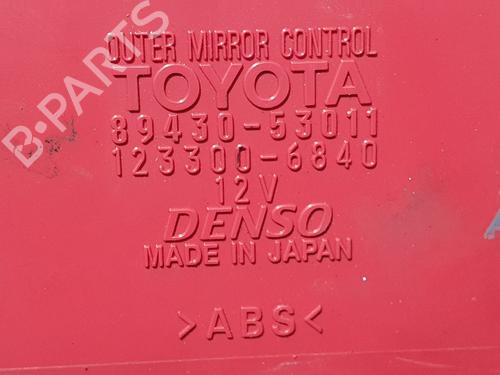 OUTER MIRROR CONTROL
TOYOTA
89430-53011
123300-6840
12V
DENSO
MADE IN JAPAN
>ABS<
B-PARTS